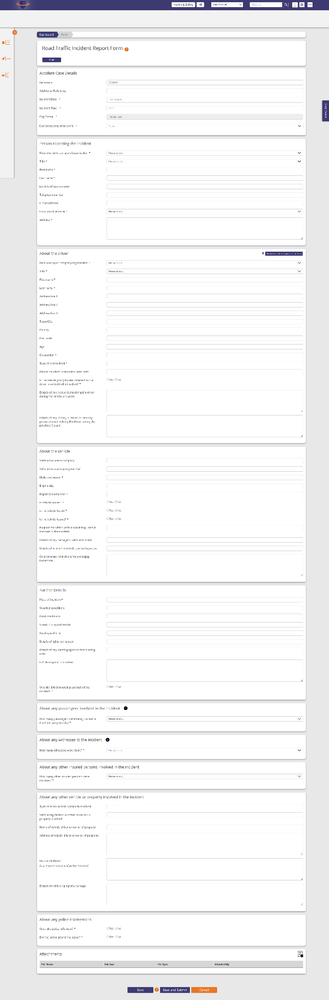 Health & Safety HR (Any Module) Keyword
Dashboard Form
Road Traffic Incident Report Form ?
Print
Help Guide
Accident Case Details
Reference
Additional Reference
Incident Date *
Incident Time *
Org Group *
Overall severity of incident * Major
Person reporting the incident
Relationship to company/organisation * Please select...
Title * Please select...
First name *
Last name *
Job title (if appropriate)
Telephone number
E-mail address
Location of reporter * Please select...
Address *
About the driver
Relationship to company/organisation * Please select...
Title * Please select...
First name *
Last name *
Address line 1
Address line 2
Address line 3
Town/City
County
Post code
Age
Occupation *
Type of licence held *
Period for which licence has been held
Is the vehicle policy holder different to the Yes No
driver involved in the incident? *
Details of any accidents involving the driver
during the previous 5 years
Details of any driving offences or pending
prosecutions involving the driver during the
previous 5 years
About the vehicle
Vehicle insurance company
Vehicle insurance policy number
Make and model *
Engine size
Registration number *
Is vehicle owned? * Yes No
Is the vehicle hired? * Yes No
Is the vehicle leased? * Yes No
Purpose for which vehicle was being used at
the time of the incident
Details of any damage to vehicle or other
Details of where the vehicle can be inspected
Contact name and phone for arranging
inspection
Further Details
Place of incident *
Weather conditions
Road conditions
Speed of insured vehicle
Road speed limit
Details of lights being used
Details of any warning lights or sirens being
used
Full description of incident
Was the driver injured as a result of the Yes No
incident? *
About any passengers involved in the incident
How many passengers were being carried in Please select...
the third party vehicle? *
About any witnesses to the incident
How many witnesses were there? * Please select...
About any other insured persons involved in the incident
How many other insured persons were Please select...
involved? *
About any other vehicle or property involved in the incident
Type of other vehicle / property involved
Vehicle registration number or details of
property involved
Name of vehicle driver or owner of property
Address of vehicle driver or owner of property
Insurance details
(e.g. insurer name and policy number)
Details of vehicle / property damage
About any police involvement
Were the police informed? * Yes No
Did the police attend the scene? * Yes No
Attachments
File Name File Size File Type Attached By
Save ? Save and Submit Cancel